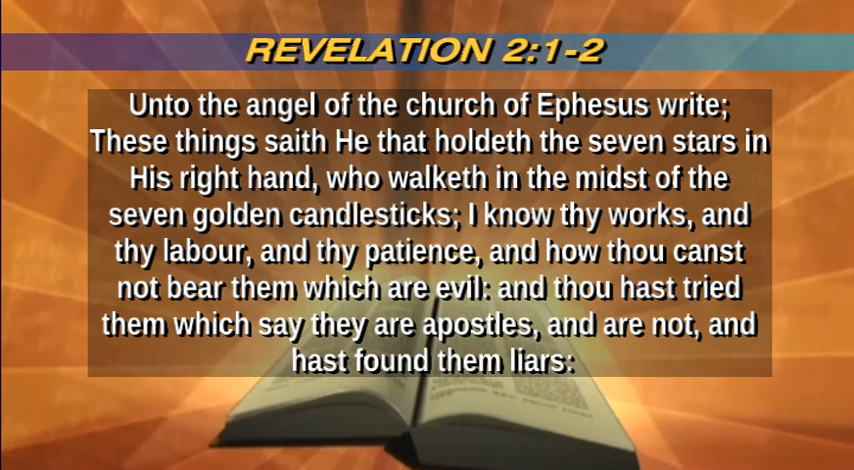 REVELATION 2:1-2
Unto the angel of the church of Ephesus write;
These things saith He that holdeth the seven stars in
His right hand, who walketh in the midst of the
seven golden candlesticks; I know thy works, and
thy labour, and thy patience, and how thou canst
not bear them which are evil: and thou hast tried
them which say they are apostles, and are not, and
hast found them liars: